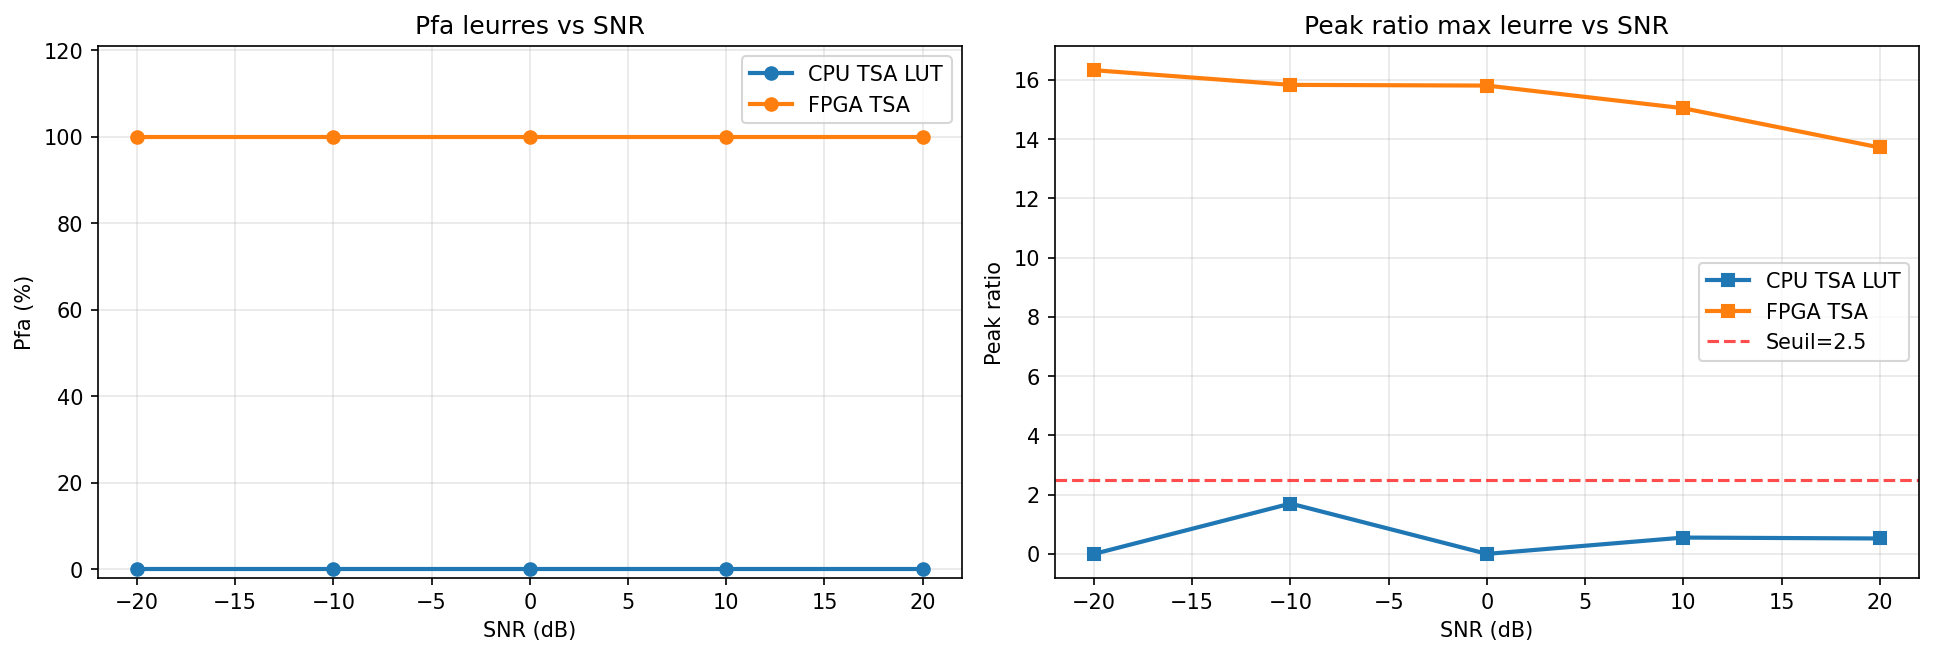 Pfa leurres vs SNR
120
100
80
60
40
20
0
Pfa (%)
CPU TSA LUT
FPGA TSA
−20 −15 −10 −5 0 5 10 15 20
SNR (dB)
Peak ratio max leurre vs SNR
16
14
12
10
8
6
4
2
0
Peak ratio
CPU TSA LUT
FPGA TSA
Seuil=2.5
−20 −15 −10 −5 0 5 10 15 20
SNR (dB)